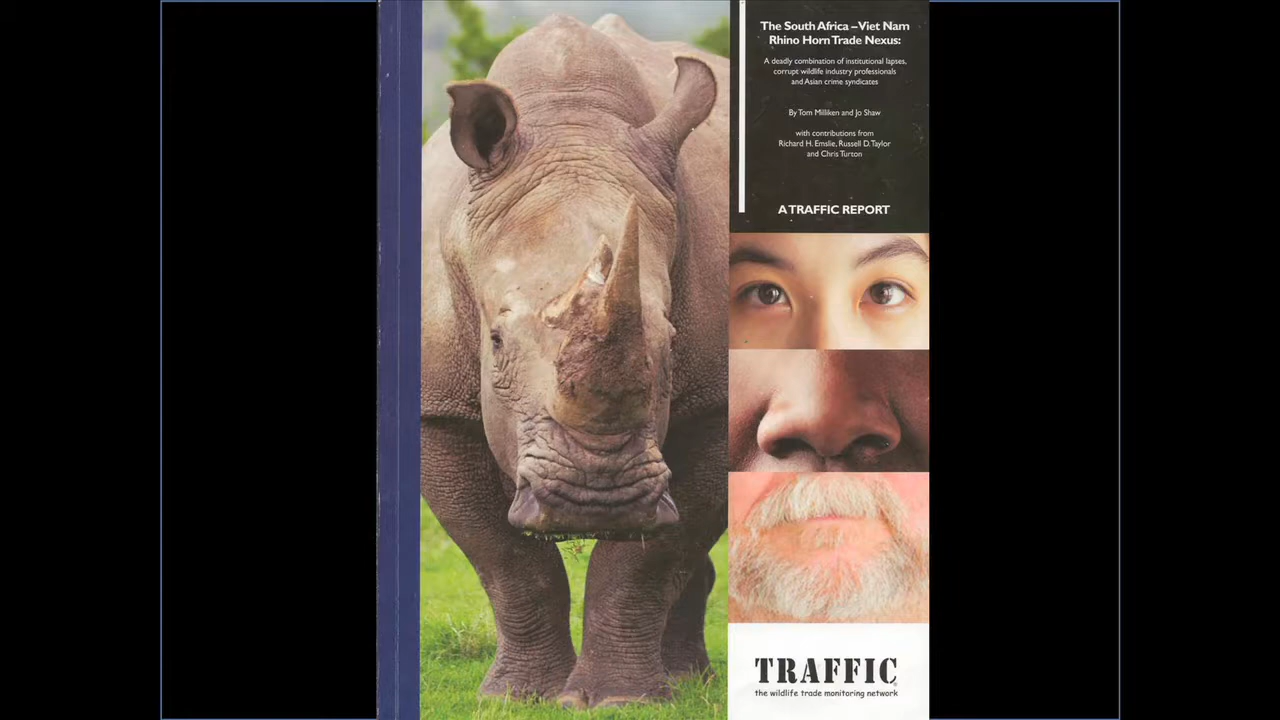 The South Africa – Viet Nam
Rhino Horn Trade Nexus:
A deadly combination of institutional lapses,
corrupt wildlife industry professionals
and Asian crime syndicates
By Tom Milliken and Jo Shaw
with contributions from
Richard H. Emslie, Russell D. Taylor
and Chris Turton
A TRAFFIC REPORT
TRAFFIC
the wildlife trade monitoring network